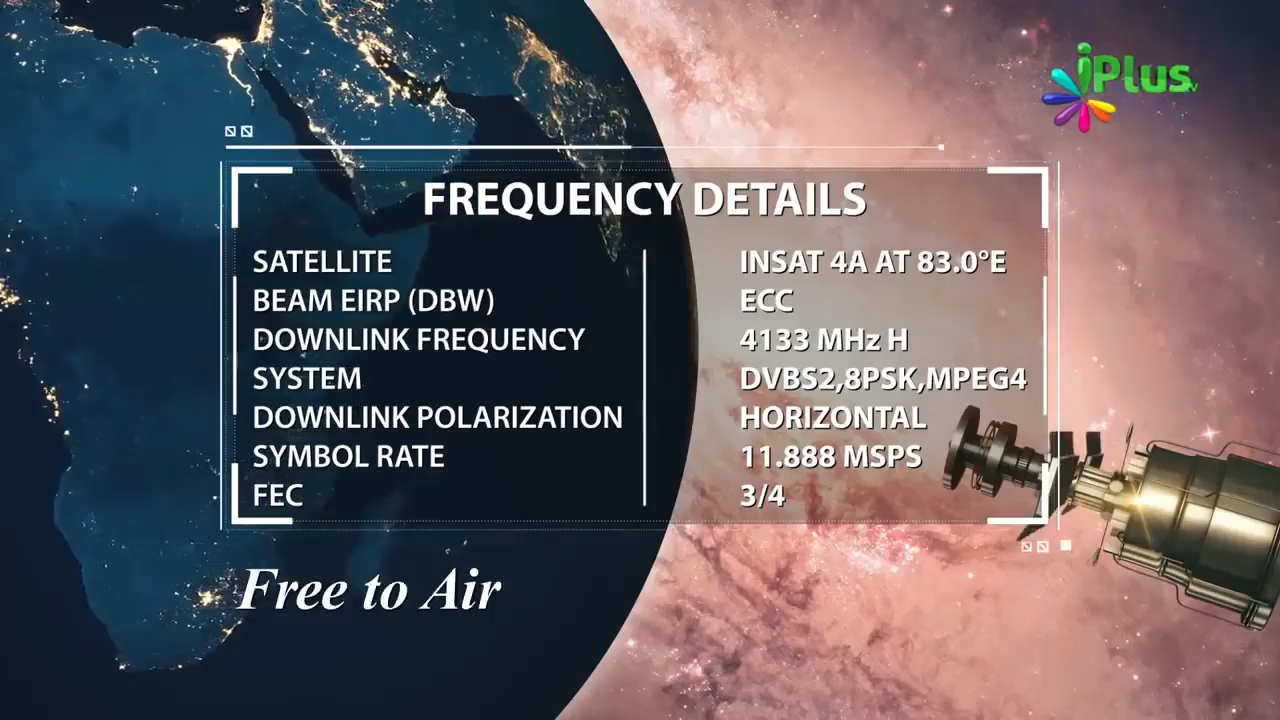 iPlus tv
FREQUENCY DETAILS
SATELLITE INSAT 4A AT 83.0°E
BEAM EIRP (DBW) ECC
DOWNLINK FREQUENCY 4133 MHz H
SYSTEM DVBS2,8PSK,MPEG4
DOWNLINK POLARIZATION HORIZONTAL
SYMBOL RATE 11.888 MSPS
FEC 3/4
Free to Air